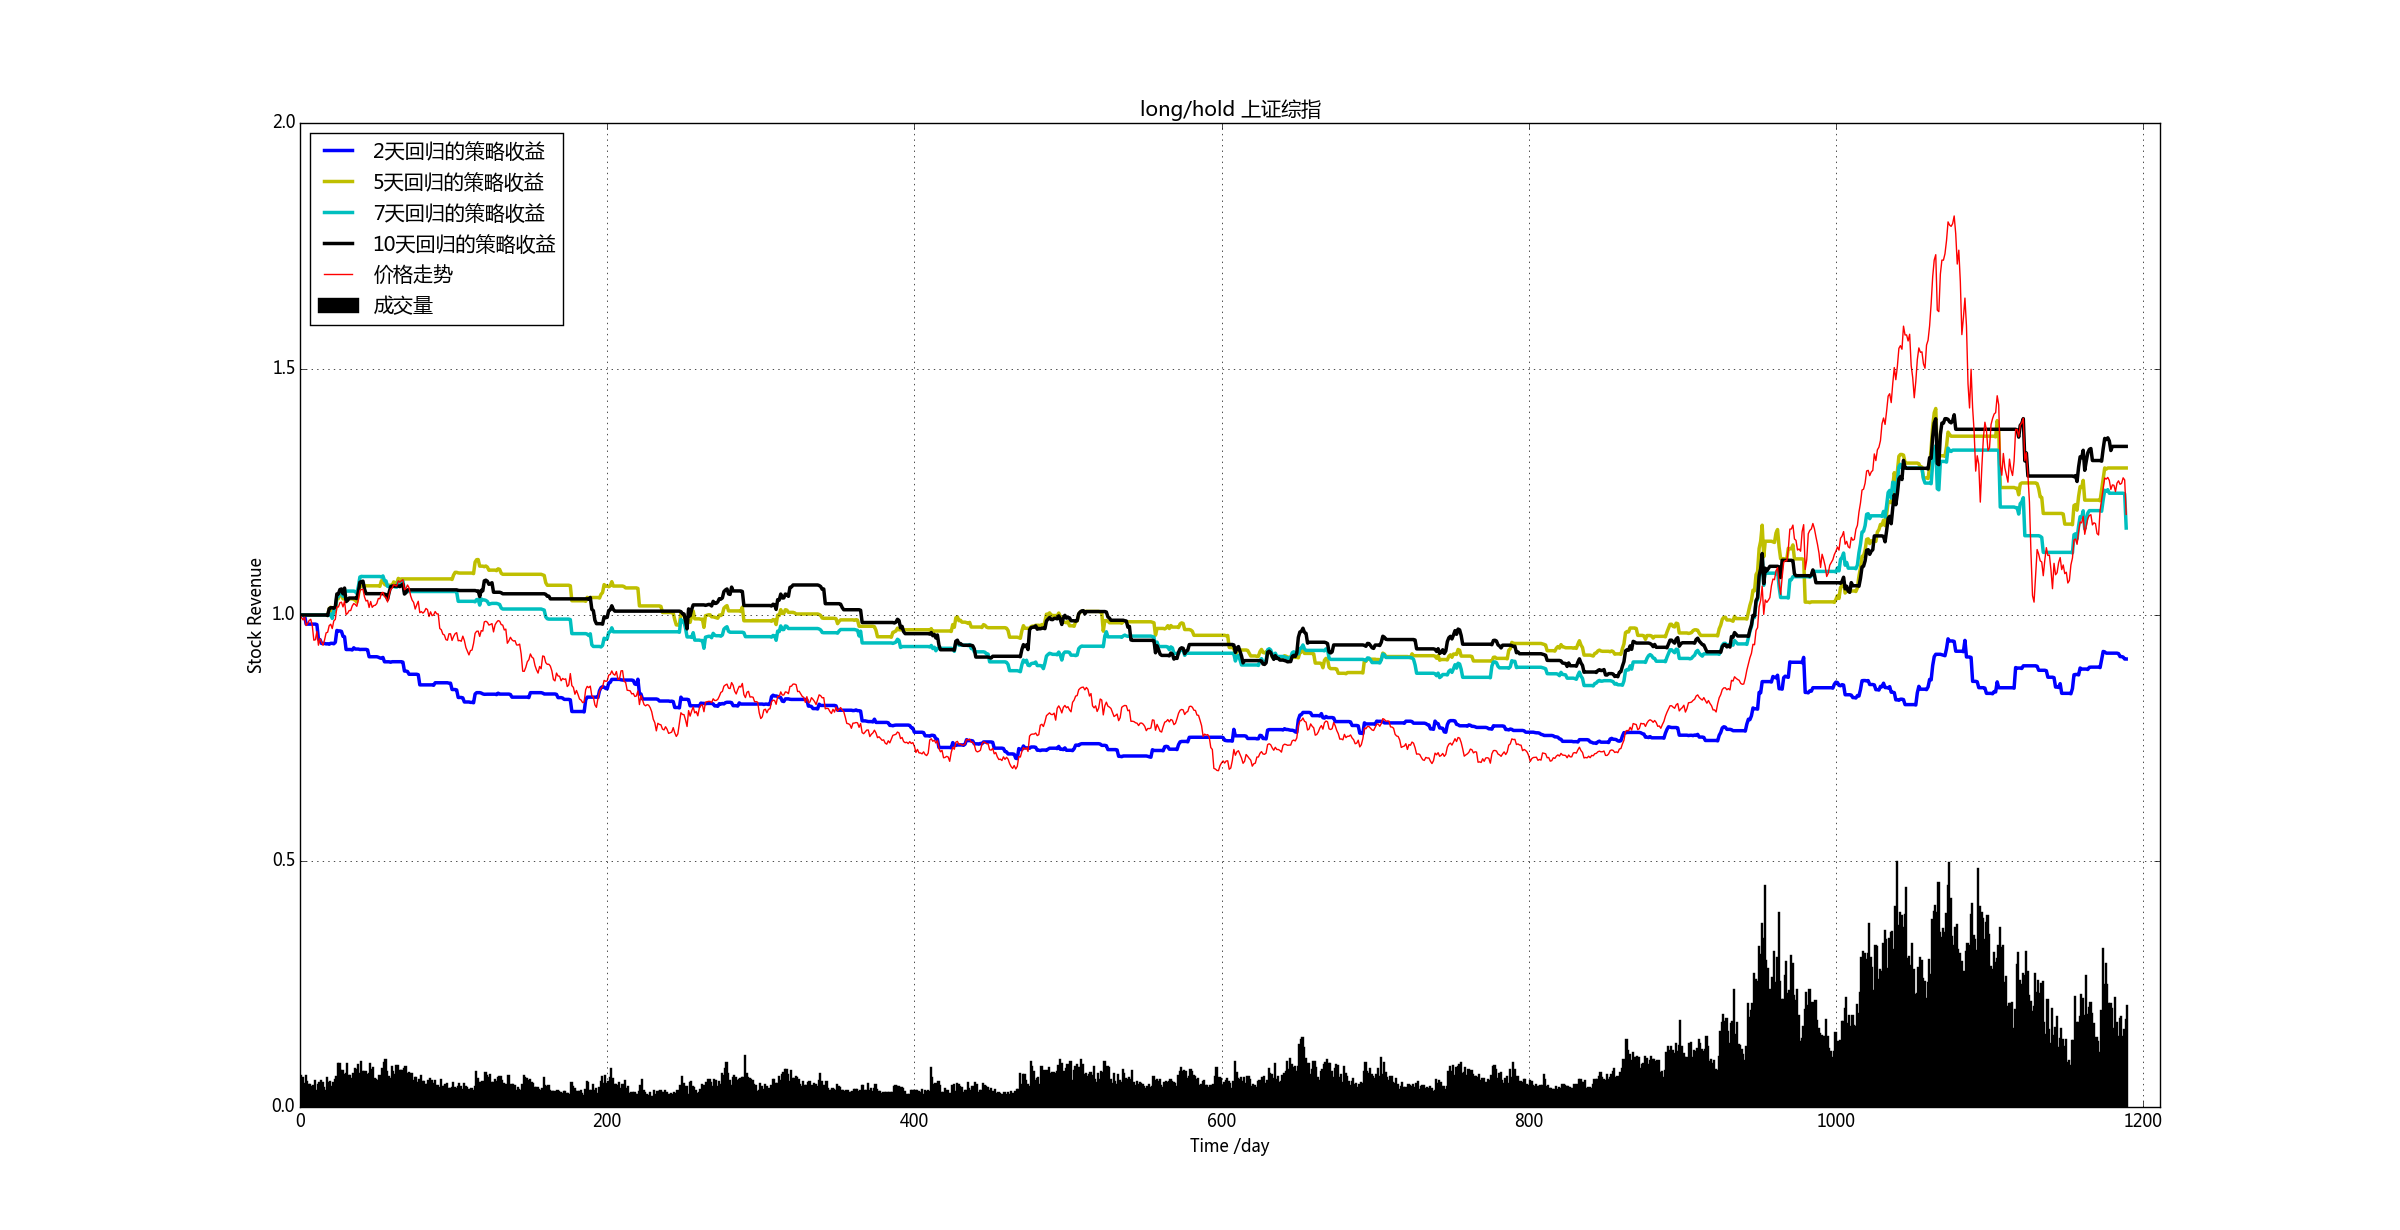 long/hold 上证综指
2.0
2天回归的策略收益
5天回归的策略收益
7天回归的策略收益
10天回归的策略收益
价格走势
成交量
1.5
1.0
Stock Revenue
0.5
0.0
0 200 400 600 800 1000 1200
Time /day